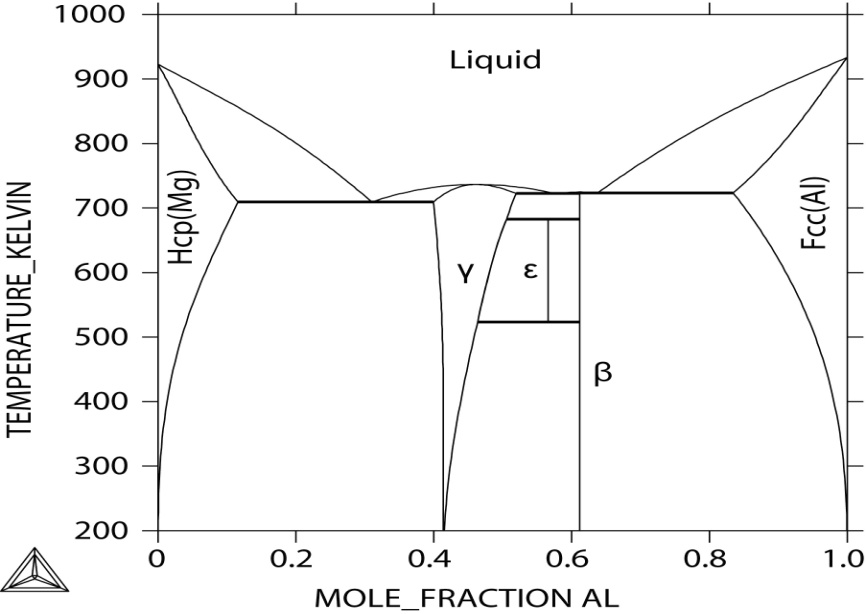 1000
900
800
700
600
500
400
300
200
TEMPERATURE_KELVIN
Liquid
Hcp(Mg)
Fcc(Al)
γ
ε
β
0
0.2
0.4
0.6
0.8
1.0
MOLE_FRACTION AL